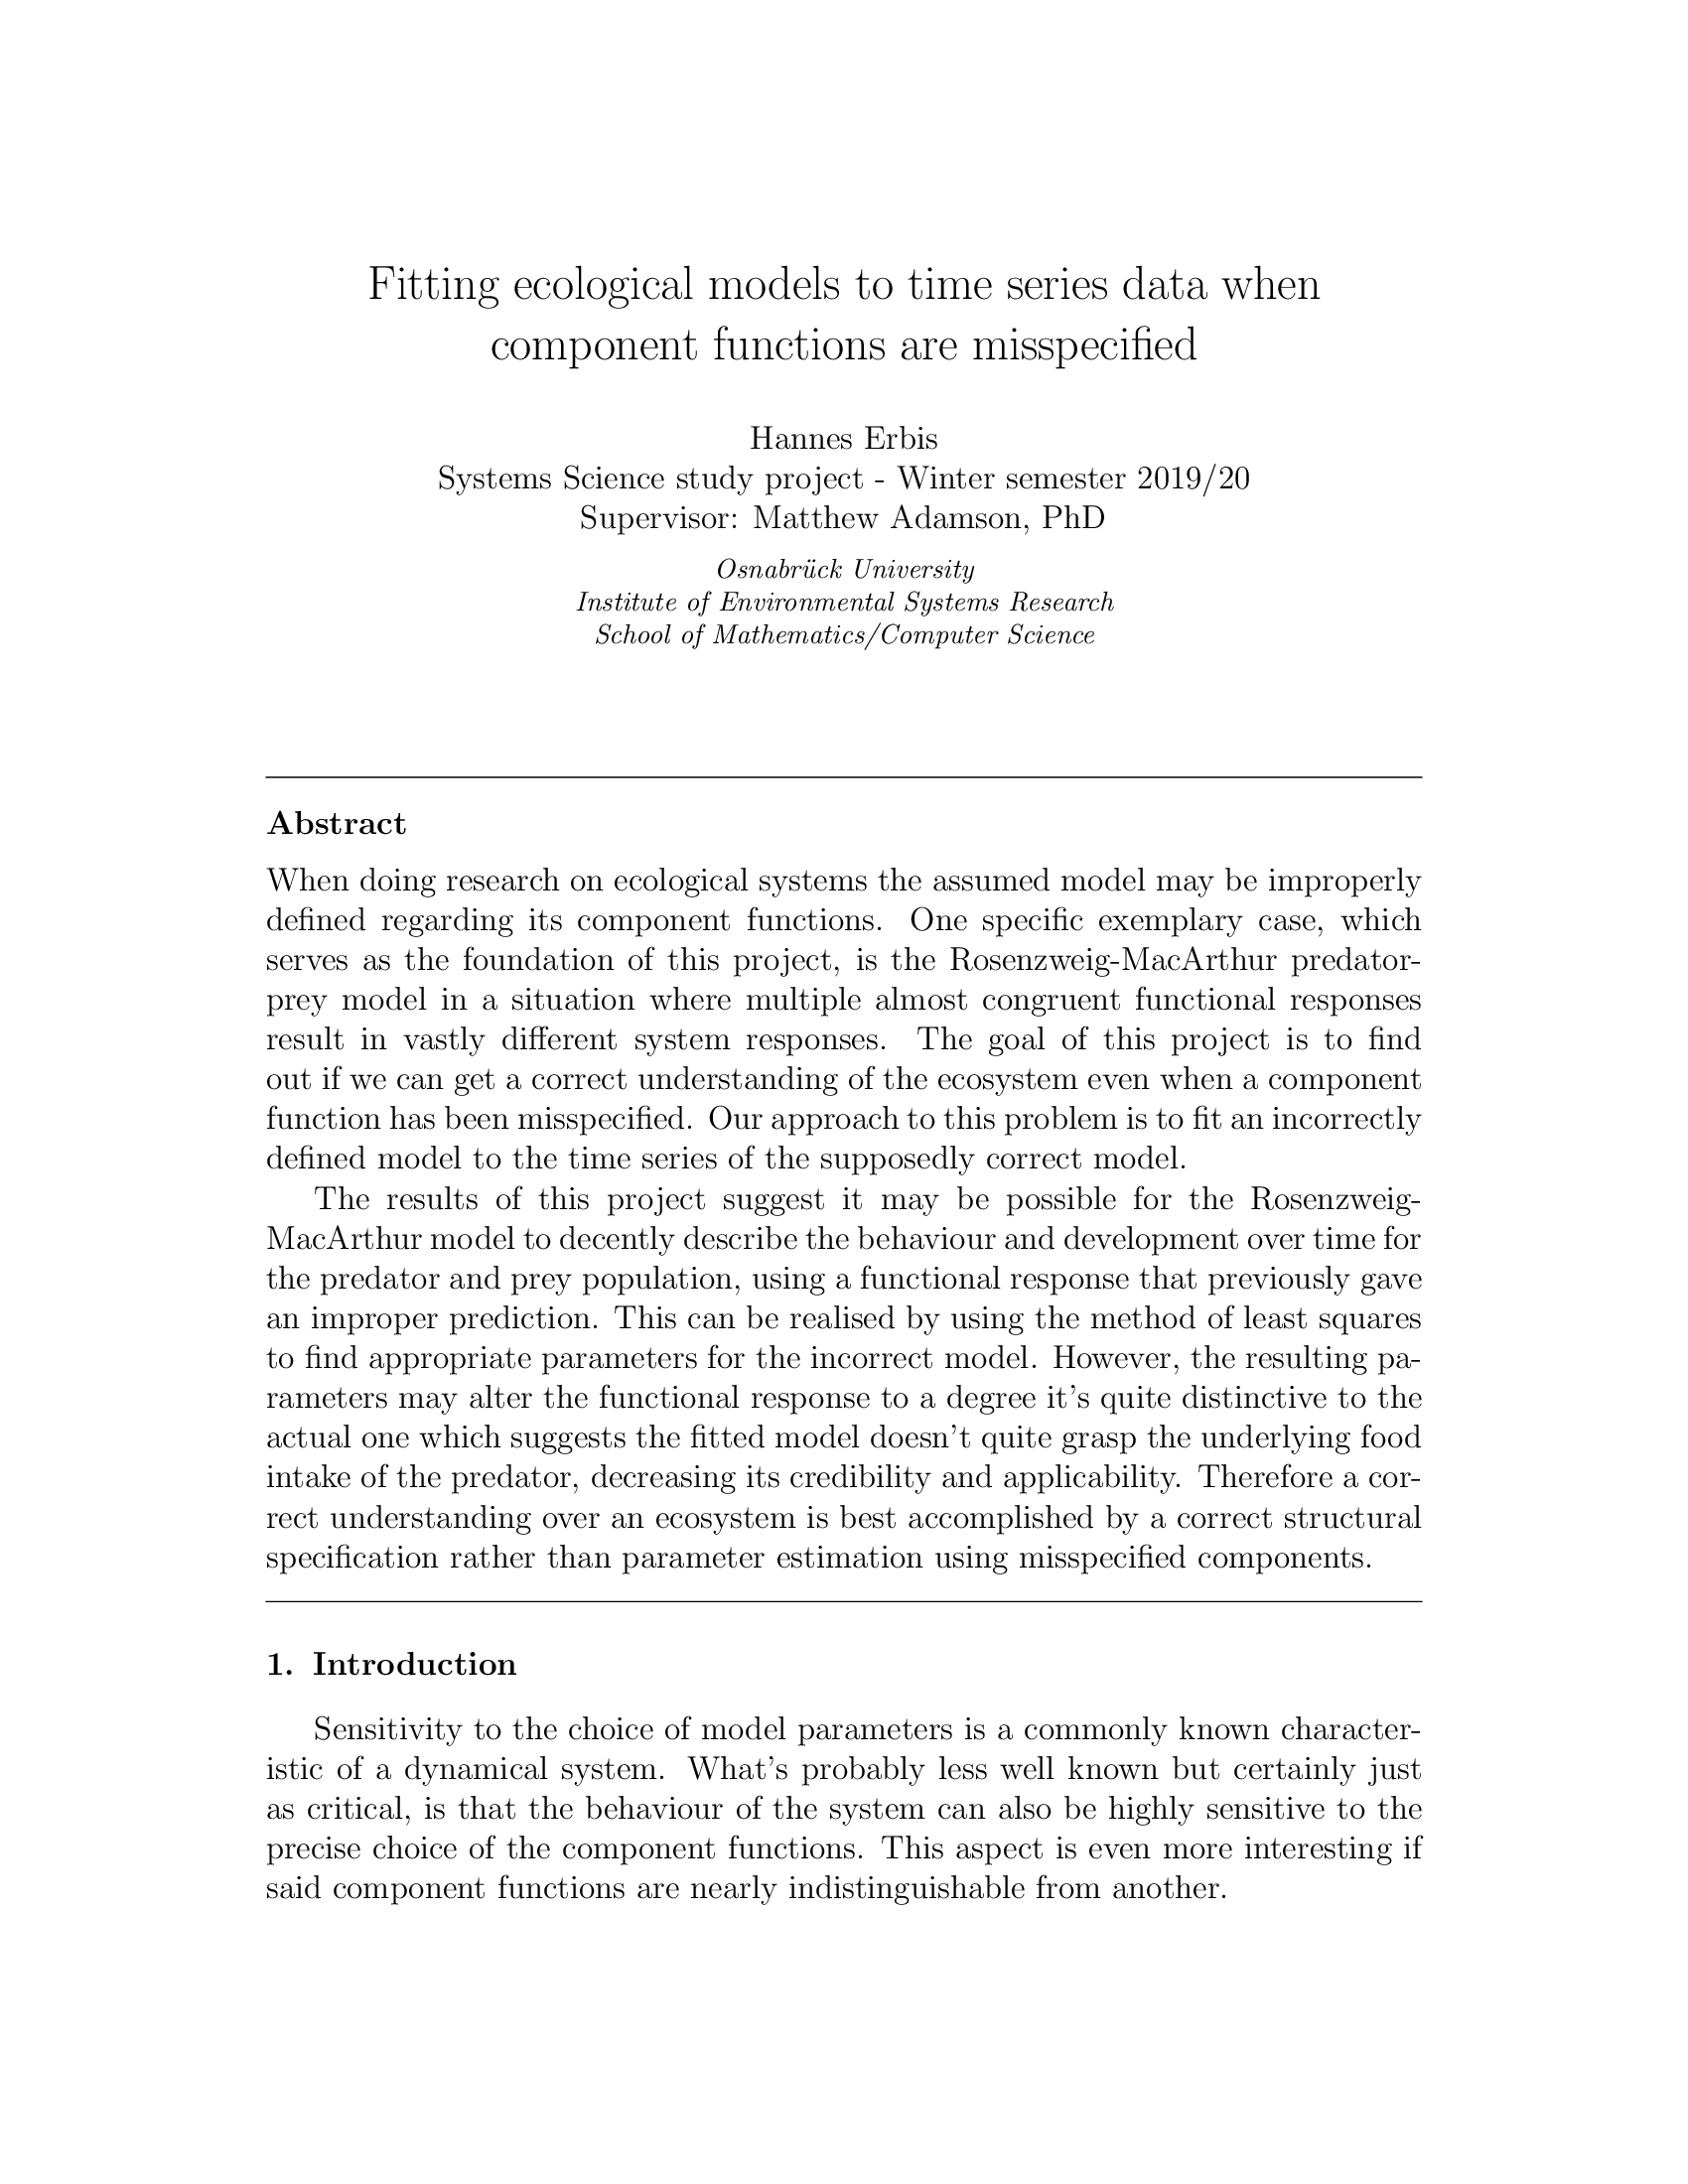 Fitting ecological models to time series data when
component functions are misspecified
Hannes Erbis
Systems Science study project - Winter semester 2019/20
Supervisor: Matthew Adamson, PhD
Osnabrück University
Institute of Environmental Systems Research
School of Mathematics/Computer Science
Abstract
When doing research on ecological systems the assumed model may be improperly
defined regarding its component functions. One specific exemplary case, which
serves as the foundation of this project, is the Rosenzweig-MacArthur predator-
prey model in a situation where multiple almost congruent functional responses
result in vastly different system responses. The goal of this project is to find
out if we can get a correct understanding of the ecosystem even when a component
function has been misspecified. Our approach to this problem is to fit an incorrectly
defined model to the time series of the supposedly correct model.
The results of this project suggest it may be possible for the Rosenzweig-
MacArthur model to decently describe the behaviour and development over time for
the predator and prey population, using a functional response that previously gave
an improper prediction. This can be realised by using the method of least squares
to find appropriate parameters for the incorrect model. However, the resulting pa-
rameters may alter the functional response to a degree it's quite distinctive to the
actual one which suggests the fitted model doesn't quite grasp the underlying food
intake of the predator, decreasing its credibility and applicability. Therefore a cor-
rect understanding over an ecosystem is best accomplished by a correct structural
specification rather than parameter estimation using misspecified components.
1. Introduction
Sensitivity to the choice of model parameters is a commonly known character-
istic of a dynamical system. What's probably less well known but certainly just
as critical, is that the behaviour of the system can also be highly sensitive to the
precise choice of the component functions. This aspect is even more interesting if
said component functions are nearly indistinguishable from another.